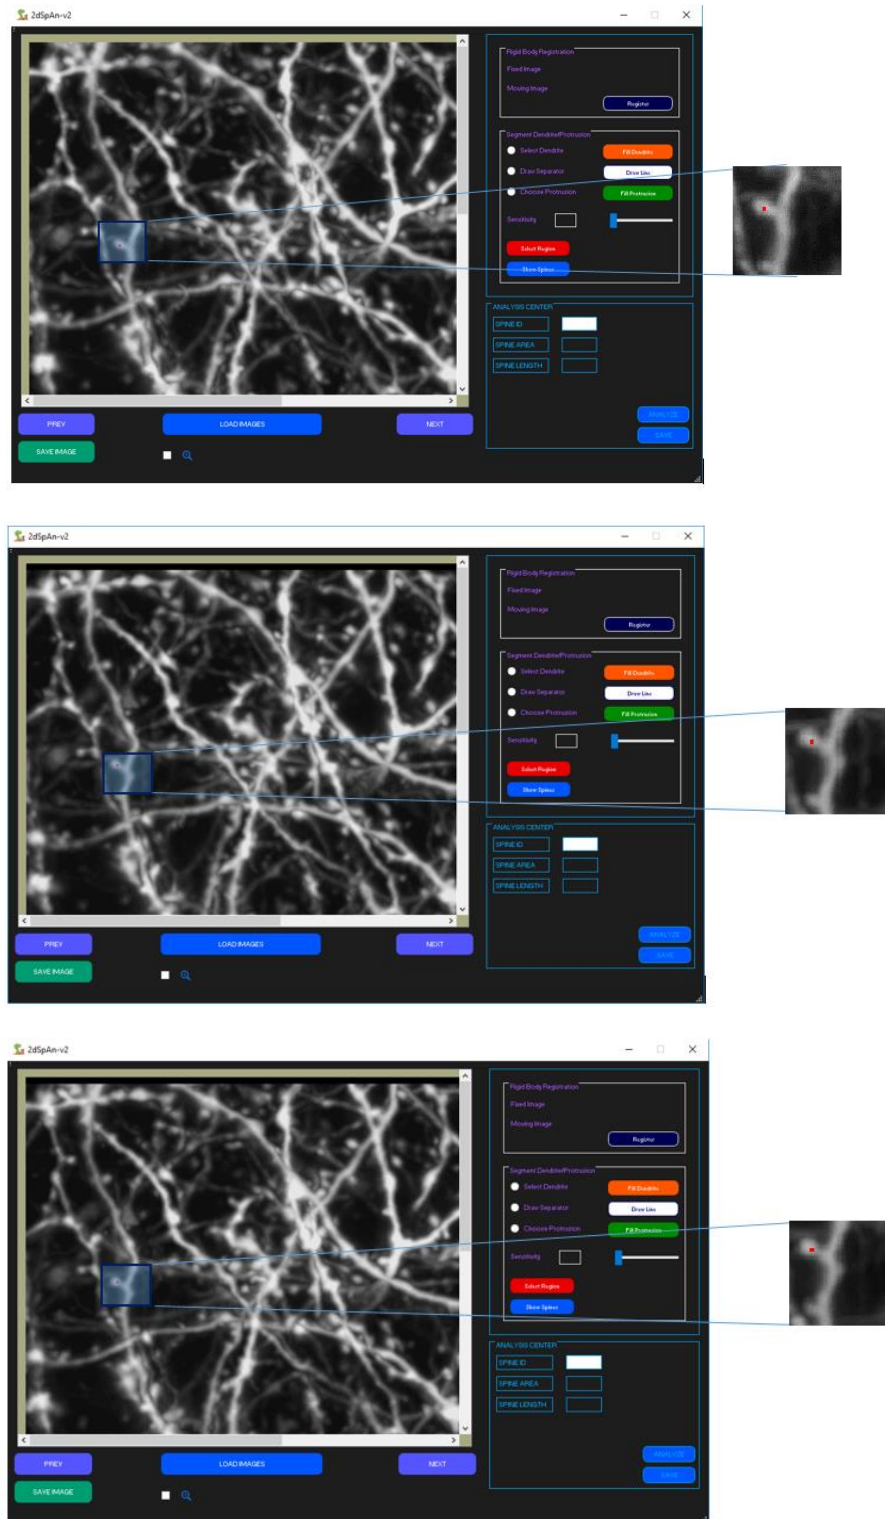 2dSpAn-v2
Rigid Body Registration
Fixed Image
Moving Image
Register
Segment Dendrite/Protrusion
Select Dendrite
Fill Dendrite
Draw Separator
Draw Line
Choose Protrusion
Fill Protrusion
Sensitivity
Select Region
Show Spines
ANALYSIS CENTER
SPINE ID
SPINE AREA
SPINE LENGTH
ANALYZE
SAVE
PREV
LOAD IMAGES
NEXT
SAVE IMAGE
2dSpAn-v2
Rigid Body Registration
Fixed Image
Moving Image
Register
Segment Dendrite/Protrusion
Select Dendrite
Fill Dendrite
Draw Separator
Draw Line
Choose Protrusion
Fill Protrusion
Sensitivity
Select Region
Show Spines
ANALYSIS CENTER
SPINE ID
SPINE AREA
SPINE LENGTH
ANALYZE
SAVE
PREV
LOAD IMAGES
NEXT
SAVE IMAGE
2dSpAn-v2
Rigid Body Registration
Fixed Image
Moving Image
Register
Segment Dendrite/Protrusion
Select Dendrite
Fill Dendrite
Draw Separator
Draw Line
Choose Protrusion
Fill Protrusion
Sensitivity
Select Region
Show Spines
ANALYSIS CENTER
SPINE ID
SPINE AREA
SPINE LENGTH
ANALYZE
SAVE
PREV
LOAD IMAGES
NEXT
SAVE IMAGE